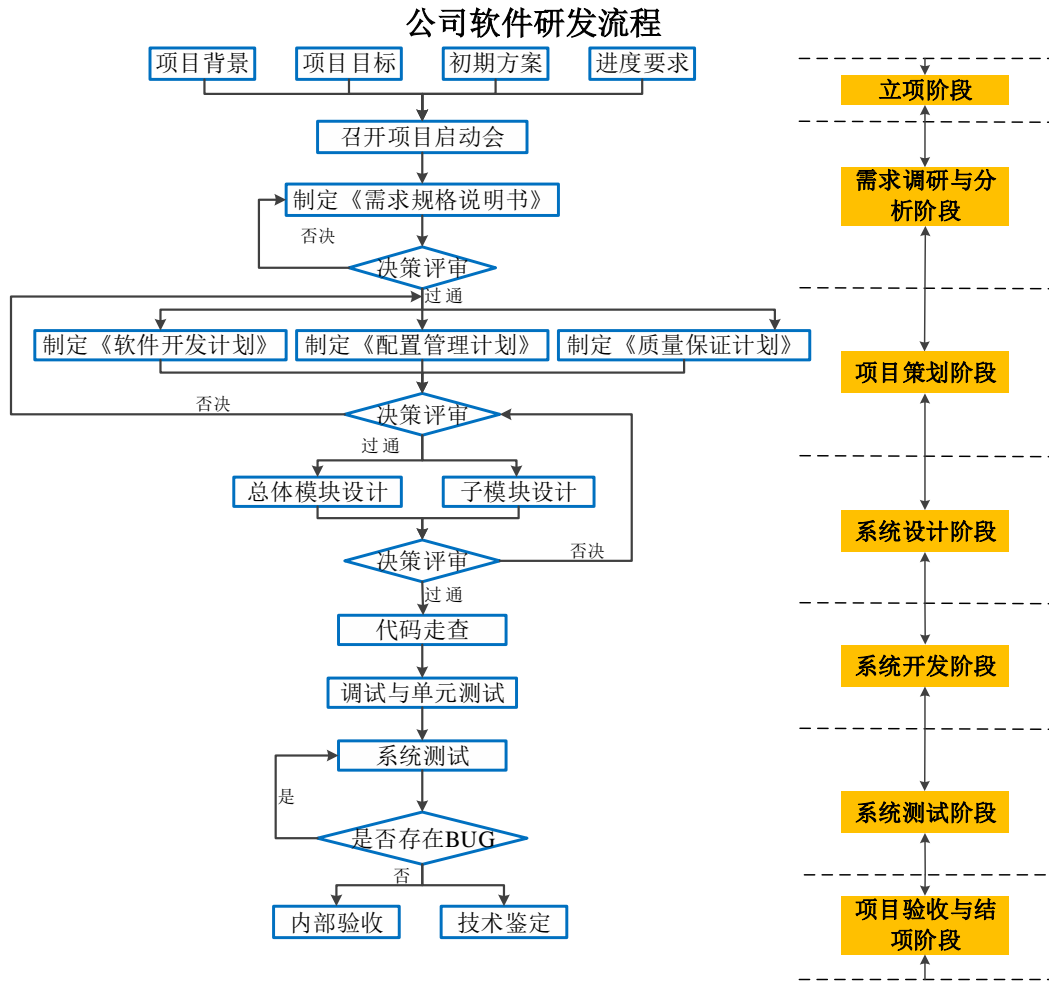 公司软件研发流程
项目背景
项目目标
初期方案
进度要求
召开项目启动会
制定《需求规格说明书》
否决
决策评审
过通
制定《软件开发计划》
制定《配置管理计划》
制定《质量保证计划》
否决
决策评审
过通
总体模块设计
子模块设计
决策评审
否决
过通
代码走查
调试与单元测试
系统测试
是
是否存在BUG
否
内部验收
技术鉴定
立项阶段
需求调研与分
析阶段
项目策划阶段
系统设计阶段
系统开发阶段
系统测试阶段
项目验收与结
项阶段